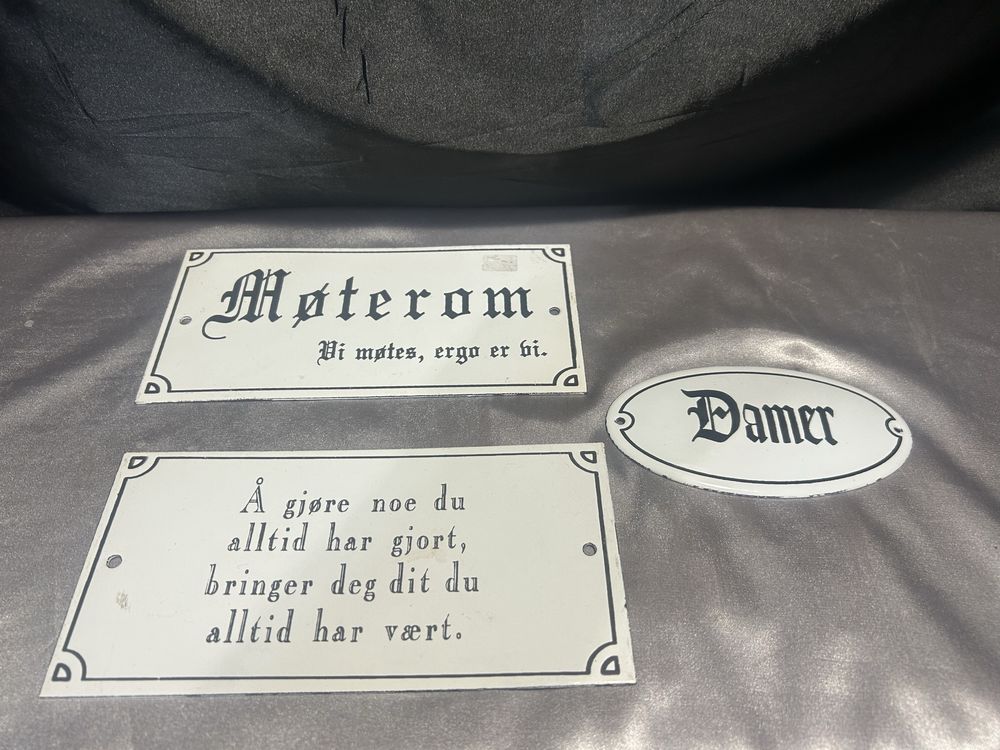 Møterom
Vi møtes, ergo er vi.
Damer
Å gjøre noe du
alltid har gjort,
bringer deg dit du
alltid har vært.